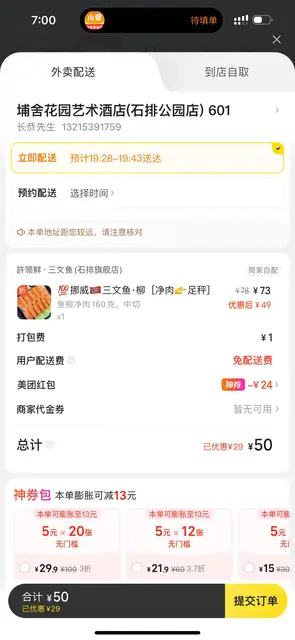 7:00
待填单
外卖配送
到店自取
埔舍花园艺术酒店(石排公园店) 601
长恭先生 13215391759
立即配送 预计19:28–19:43送达
预约配送 选择时间
本单地址距您较远，请注意核对
許领鲜·三文鱼（石排旗舰店）
商家自配
💯挪威🇳🇴三文鱼·柳［净肉👉足秤］ ¥78 ¥73
鱼柳净肉160克，中切
优惠后 ¥49
x1
打包费 ¥1
用户配送费 免配送费
美团红包 神券 -¥24
商家代金券 暂无可用
总计 已优惠¥29 ¥50
神券包 本单可膨胀可减13元
本单可膨胀至13元
5元×20张
无门槛
¥29.9 ¥100 3折
本单可膨胀至13元
5元×12张
无门槛
¥21.9 ¥60 3.7折
本单可膨胀
5元×
无门
¥15 ¥30
合计 ¥50
已优惠 ¥29
提交订单